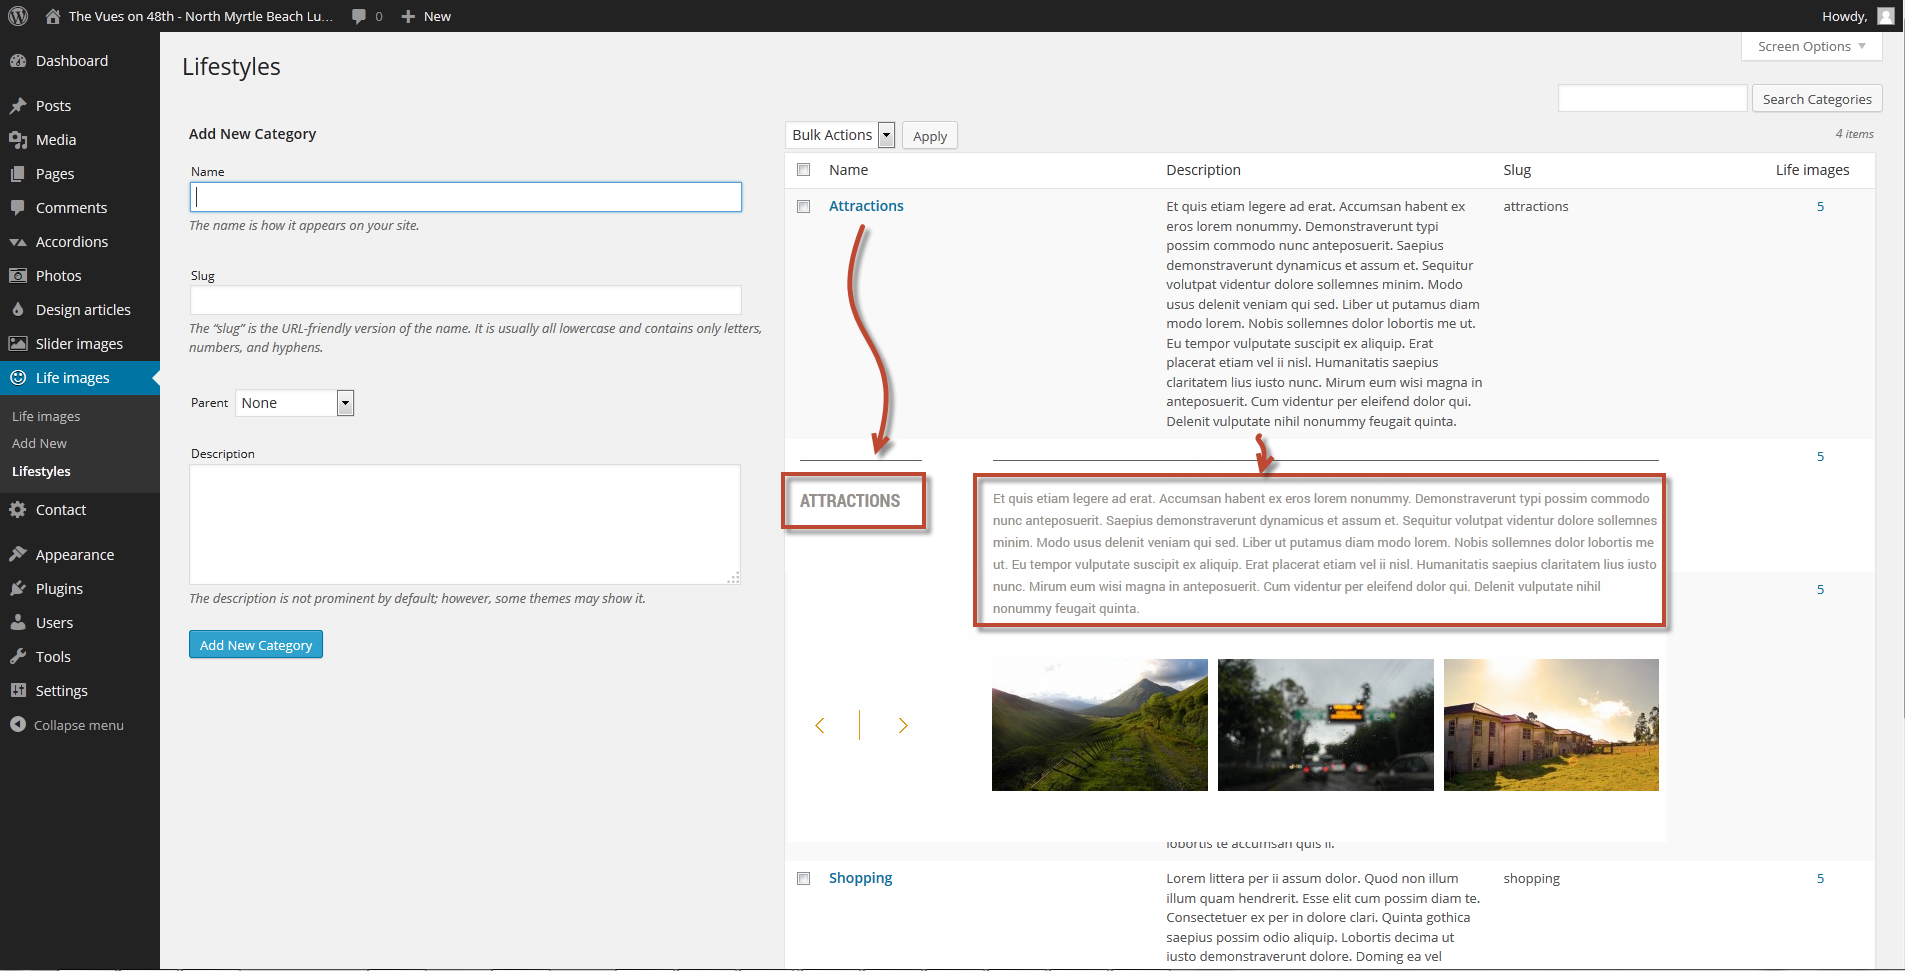 The Vues on 48th - North Myrtle Beach Lu...
0
New
Howdy,
Dashboard
Posts
Media
Pages
Comments
Accordions
Photos
Design articles
Slider images
Life images
Life images
Add New
Lifestyles
Contact
Appearance
Plugins
Users
Tools
Settings
Collapse menu
Screen Options
Lifestyles
Search Categories
Add New Category
Name
The name is how it appears on your site.
Slug
The “slug” is the URL-friendly version of the name. It is usually all lowercase and contains only letters,
numbers, and hyphens.
Parent None
Description
The description is not prominent by default; however, some themes may show it.
Add New Category
Bulk Actions
Apply
4 items
Name Description Slug Life images
Attractions
Et quis etiam legere ad erat. Accumsan habent ex
eros lorem nonummy. Demonstraverunt typi
possim commodo nunc anteposuerit. Saepius
demonstraverunt dynamicus et assum et. Sequitur
volutpat videntur dolore sollemnes minim. Modo
usus delenit veniam qui sed. Liber ut putamus diam
modo lorem. Nobis sollemnes dolor lobortis me ut.
Eu tempor vulputate suscipit ex aliquip. Erat
placerat etiam vel ii nisl. Humanitatis saepius
claritatem lius iusto nunc. Mirum eum wisi magna in
anteposuerit. Cum videntur per eleifend dolor qui.
Delenit vulputate nihil nonummy feugait quinta.
attractions
5
5
ATTRACTIONS
Et quis etiam legere ad erat. Accumsan habent ex eros lorem nonummy. Demonstraverunt typi possim commodo
nunc anteposuerit. Saepius demonstraverunt dynamicus et assum et. Sequitur volutpat videntur dolore sollemnes
minim. Modo usus delenit veniam qui sed. Liber ut putamus diam modo lorem. Nobis sollemnes dolor lobortis me
ut. Eu tempor vulputate suscipit ex aliquip. Erat placerat etiam vel ii nisl. Humanitatis saepius claritatem lius iusto
nunc. Mirum eum wisi magna in anteposuerit. Cum videntur per eleifend dolor qui. Delenit vulputate nihil
nonummy feugait quinta.
5
lobortis te accumsan quis ii.
Shopping
Lorem littera per ii assum dolor. Quod non illum
illum quam hendrerit. Esse elit cum possim diam te.
Consectetuer ex per in dolore clari. Quinta gothica
saepius possim odio aliquip. Lobortis decima ut
iusto demonstraverunt dolore. Doming ea vel
shopping
5